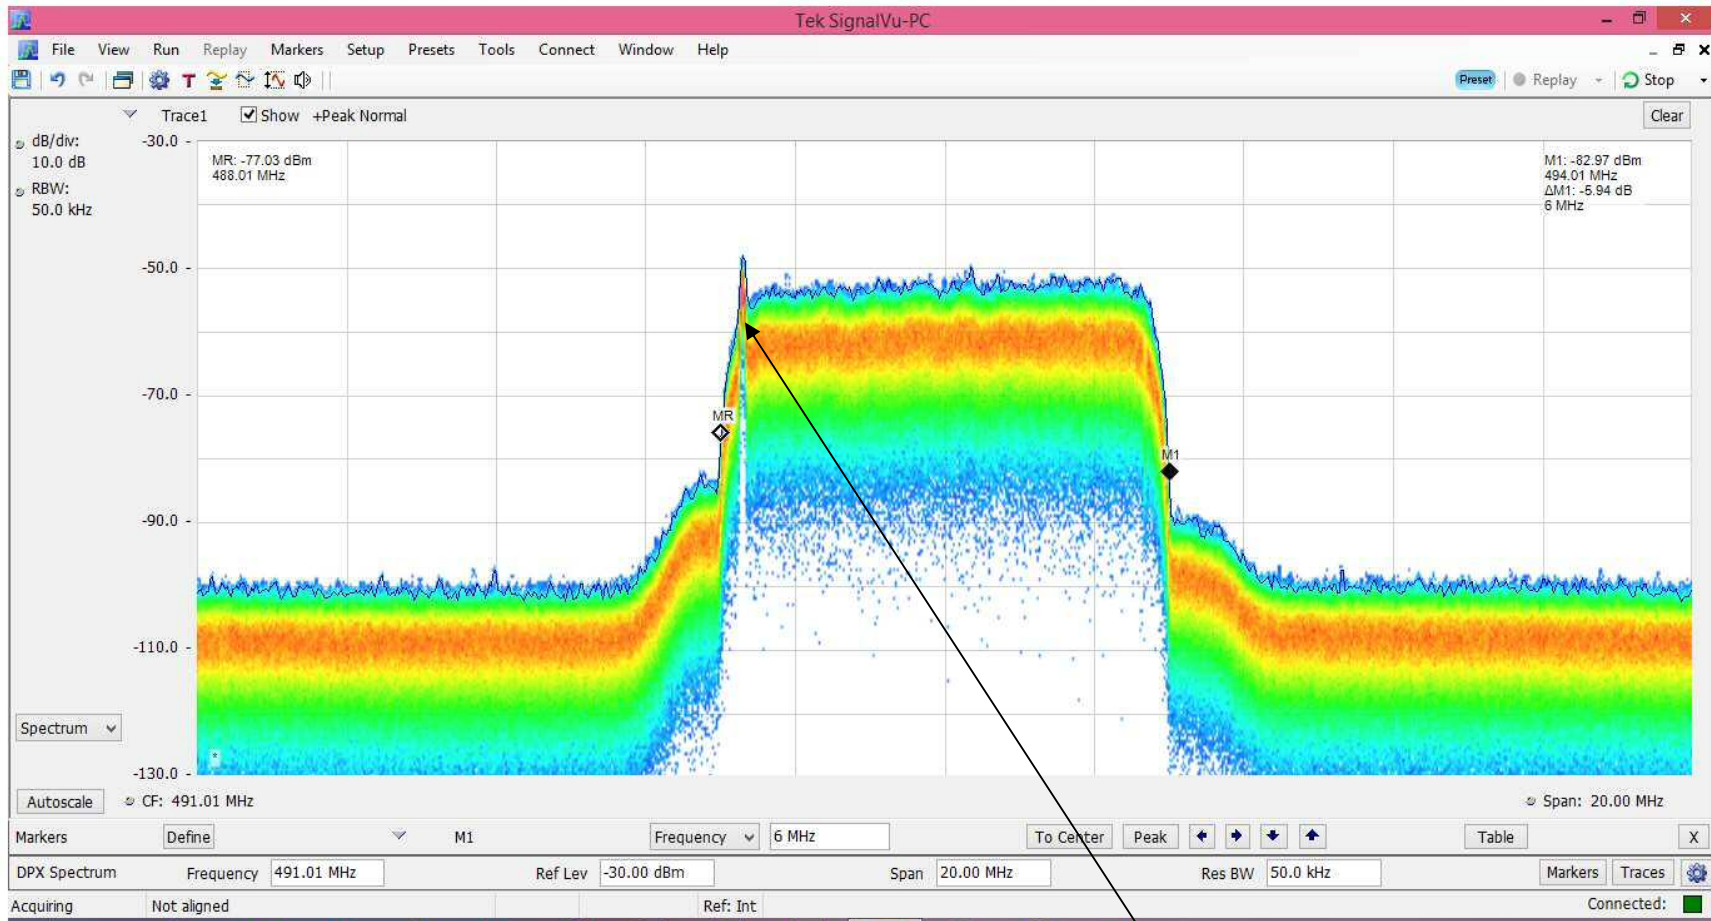 Tek SignalVu-PC
File View Run Replay Markers Setup Presets Tools Connect Window Help
Preset Replay Stop
Trace1 Show +Peak Normal Clear
dB/div:
10.0 dB
RBW:
50.0 kHz
-30.0 -
MR: -77.03 dBm
488.01 MHz
M1: -82.97 dBm
494.01 MHz
ΔM1: -5.94 dB
6 MHz
-50.0 -
-70.0 -
MR
M1
-90.0 -
-110.0 -
Spectrum
-130.0 -
Autoscale CF: 491.01 MHz Span: 20.00 MHz
Markers Define M1 Frequency 6 MHz To Center Peak Table X
DPX Spectrum Frequency 491.01 MHz Ref Lev -30.00 dBm Span 20.00 MHz Res BW 50.0 kHz Markers Traces
Acquiring Not aligned Ref: Int Connected: